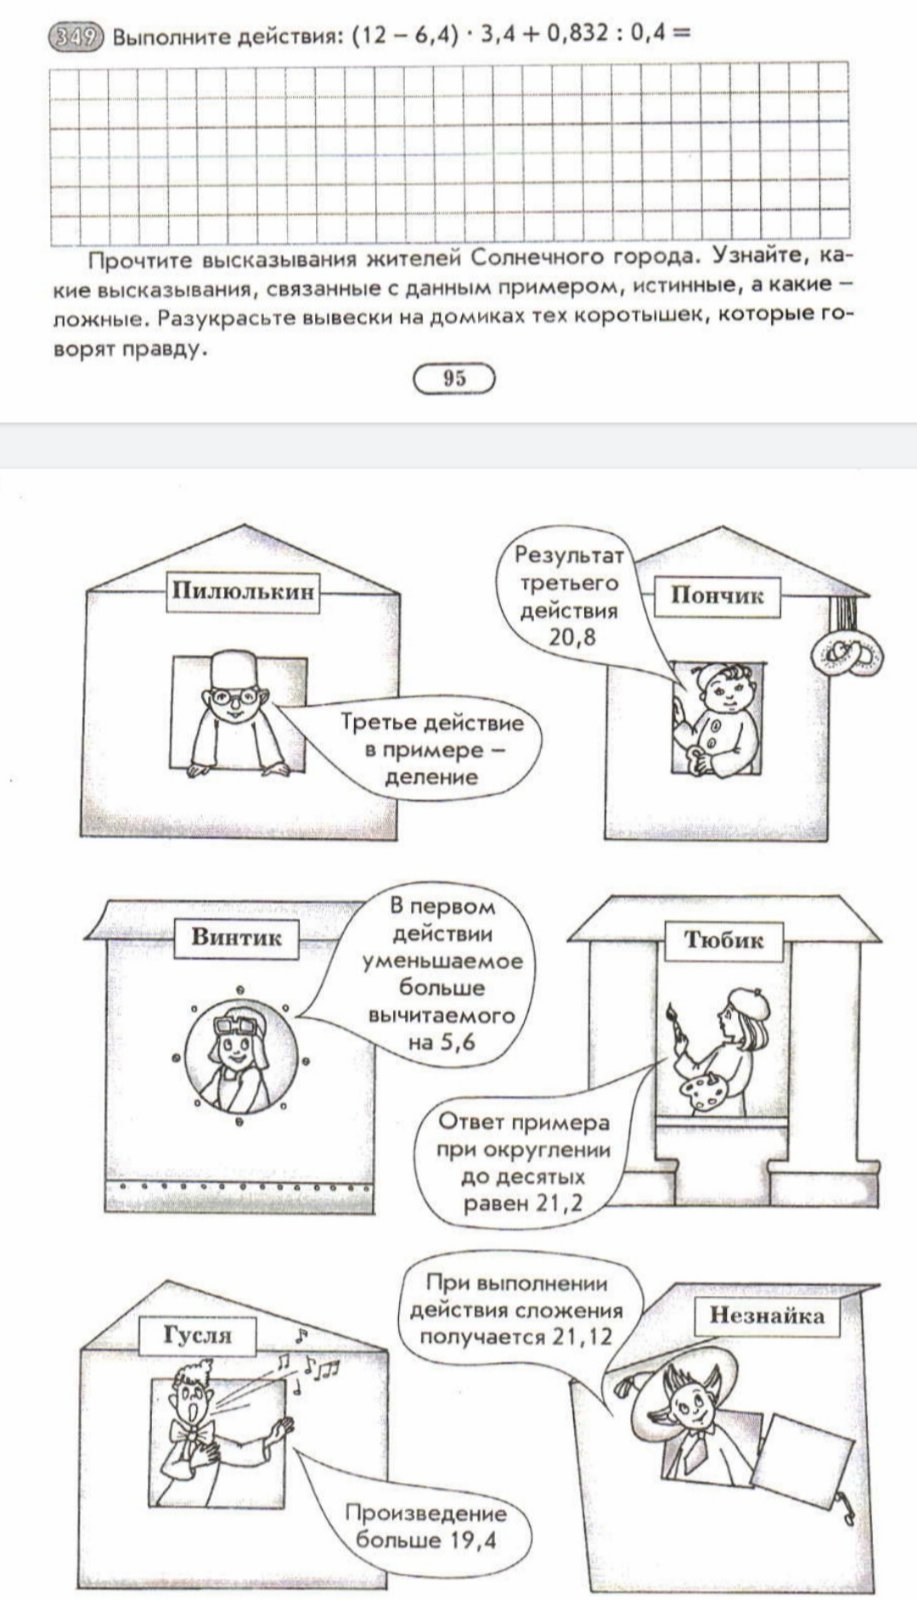 349 Выполните действия: (12 – 6,4) · 3,4 + 0,832 : 0,4 =
Прочтите высказывания жителей Солнечного города. Узнайте, ка-
кие высказывания, связанные с данным примером, истинные, а какие –
ложные. Разукрасьте вывески на домиках тех коротышек, которые го-
ворят правду.
95
Пилюлькин
Третье действие
в примере –
деление
Результат
третьего
действия
20,8
Пончик
Винтик
В первом
действии
уменьшаемое
больше
вычитаемого
на 5,6
Тюбик
Ответ примера
при округлении
до десятых
равен 21,2
Гусля
Произведение
больше 19,4
При выполнении
действия сложения
получается 21,12
Незнайка